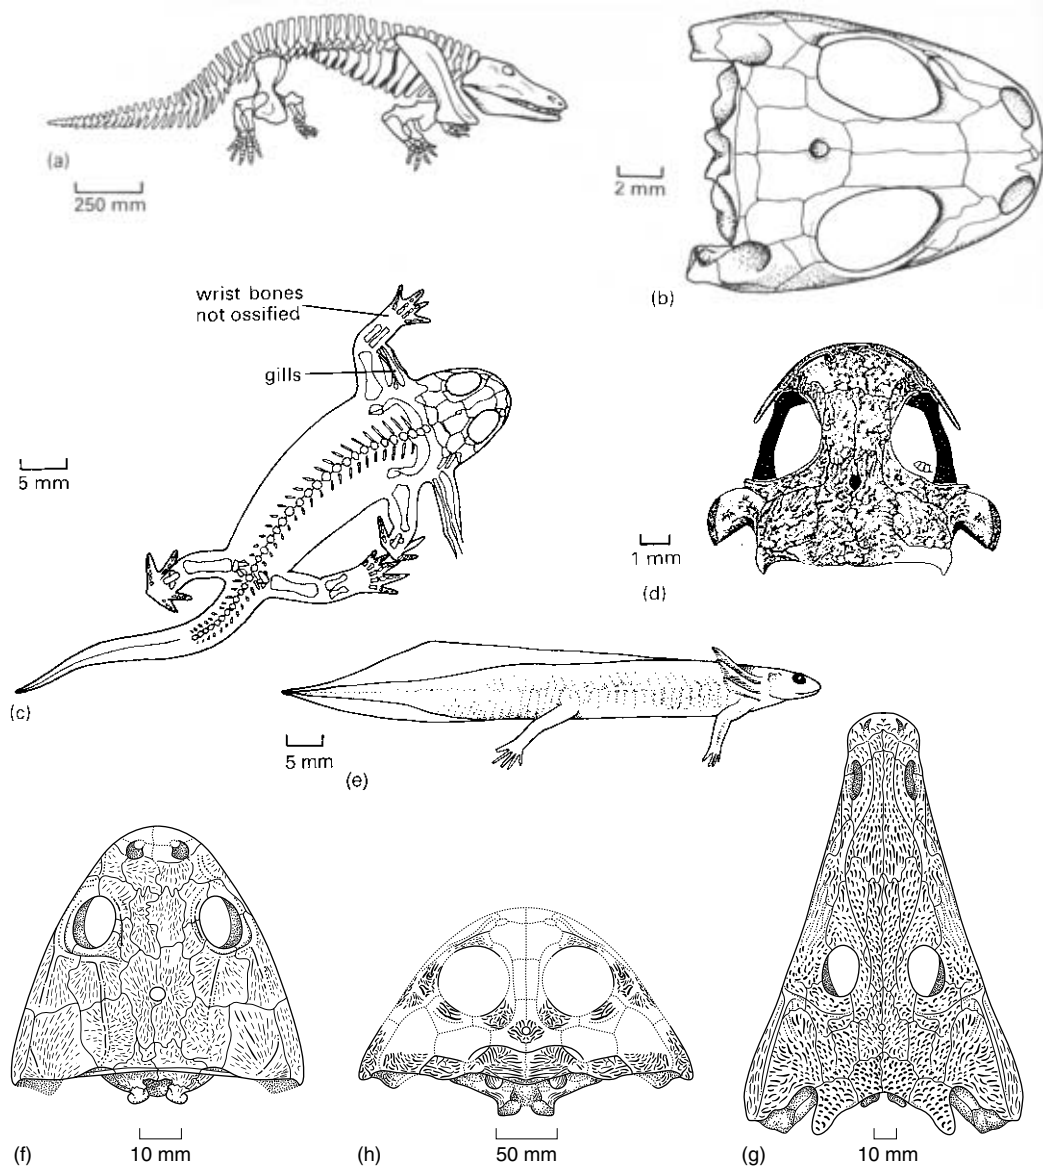 (a)
250 mm
2 mm
(b)
wrist bones
not ossified
gills
5 mm
(c)
1 mm
(d)
5 mm
(e)
(f)
10 mm
(h)
50 mm
(g)
10 mm